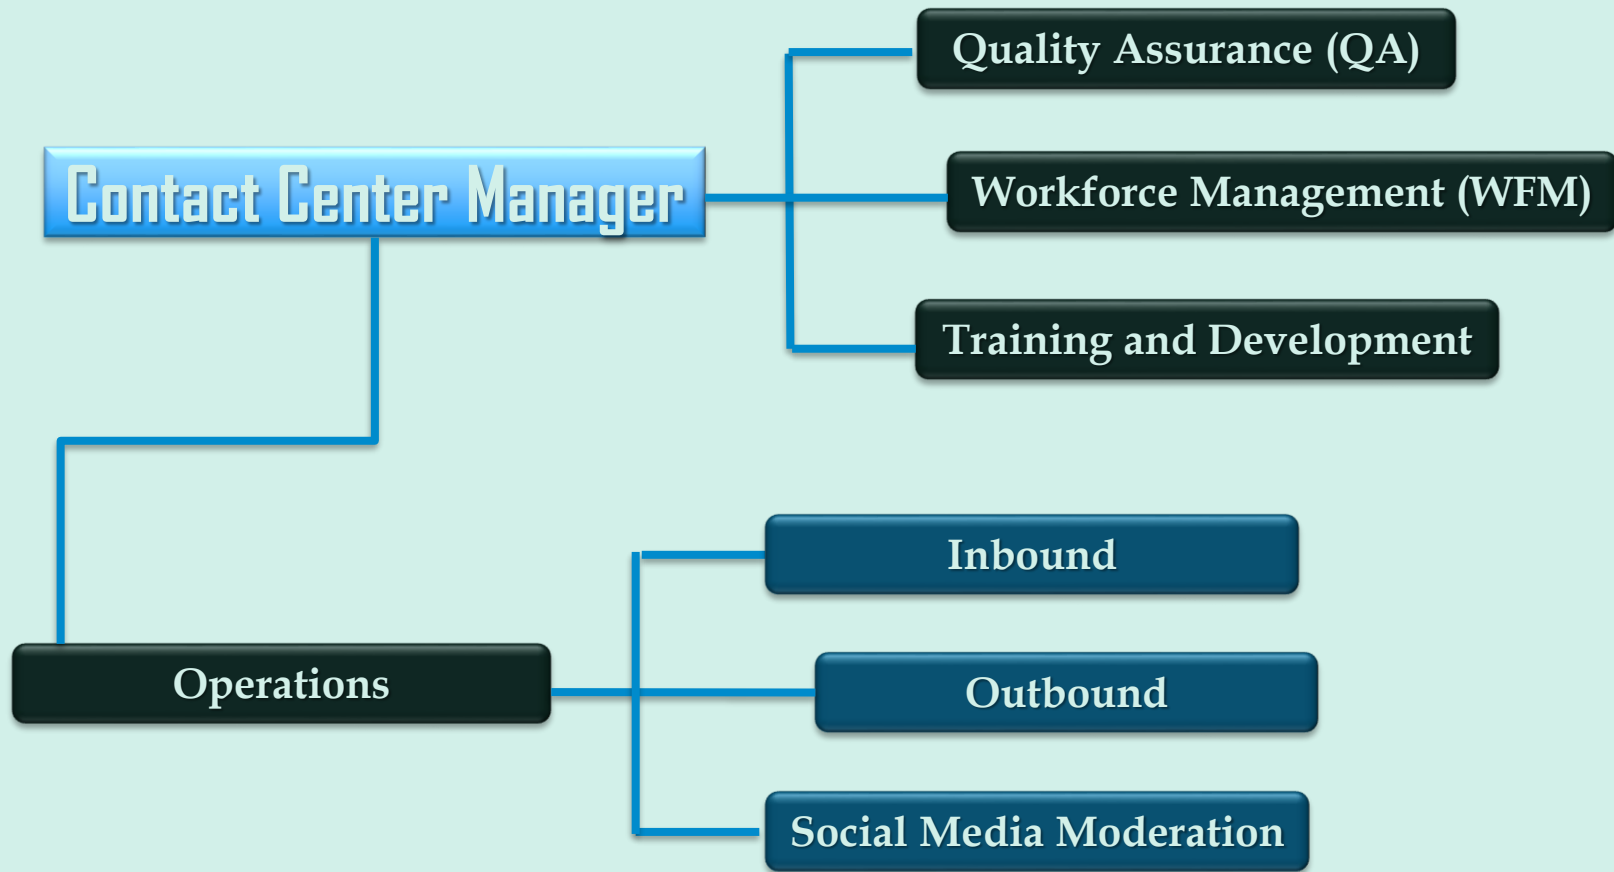 Quality Assurance (QA)
Contact Center Manager
Workforce Management (WFM)
Training and Development
Inbound
Operations
Outbound
Social Media Moderation